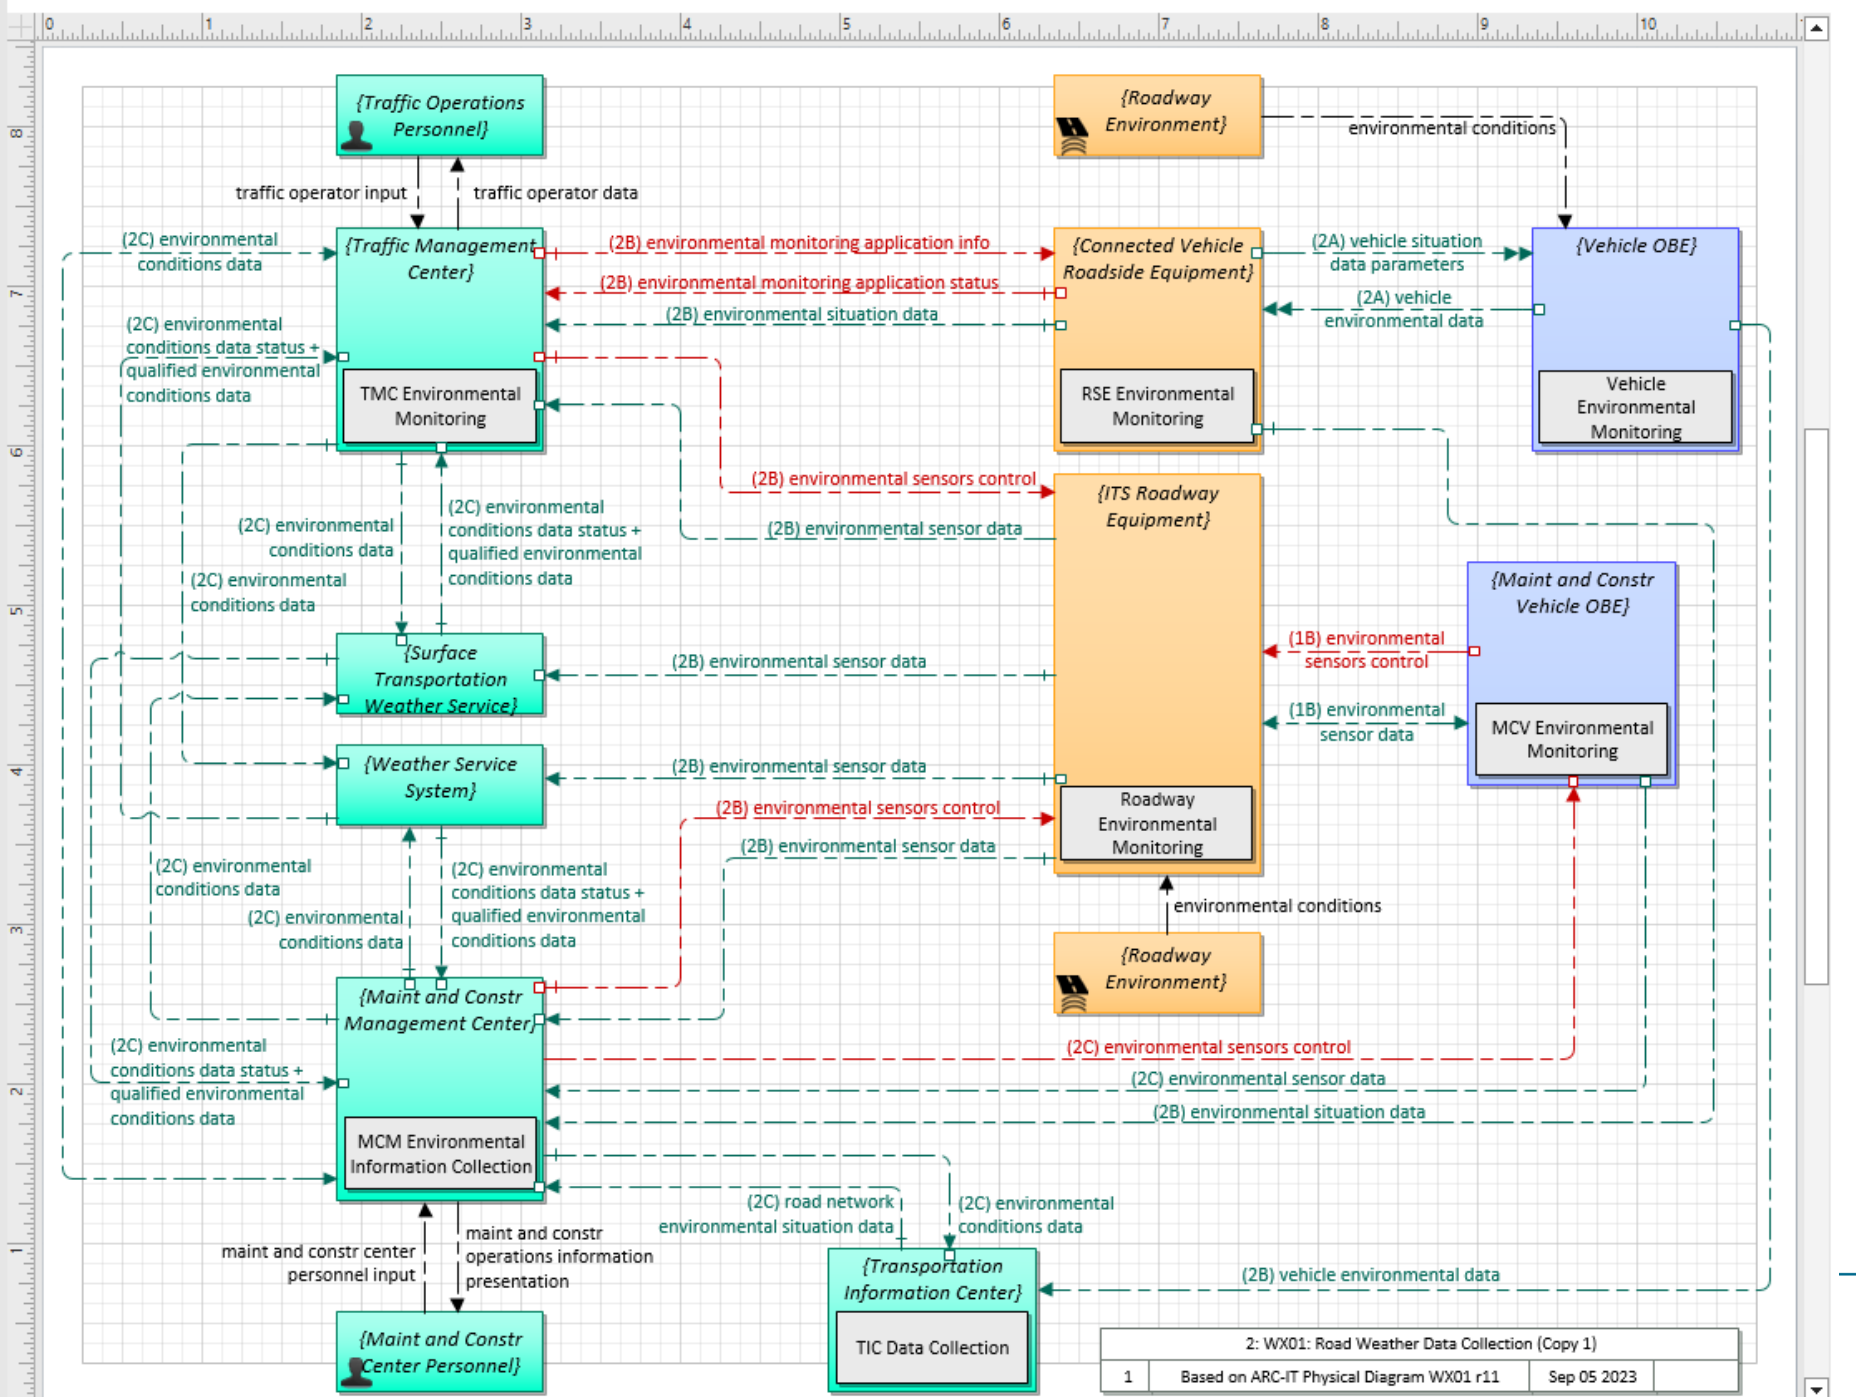 0 1 2 3 4 5 6 7 8 9 10
8
7
6
5
4
3
2
1
{Traffic Operations
Personnel}
{Roadway
Environment}
environmental conditions
traffic operator input
traffic operator data
(2C) environmental
conditions data
{Traffic Management
Center}
(2B) environmental monitoring application info
(2B) environmental monitoring application status
(2B) environmental situation data
{Connected Vehicle
Roadside Equipment}
(2A) vehicle situation
data parameters
(2A) vehicle
environmental data
{Vehicle OBE}
(2C) environmental
conditions data status +
qualified environmental
conditions data
TMC Environmental
Monitoring
RSE Environmental
Monitoring
Vehicle
Environmental
Monitoring
(2B) environmental sensors control
(2B) environmental sensor data
{ITS Roadway
Equipment}
(2C) environmental
conditions data
(2C) environmental
conditions data status +
qualified environmental
conditions data
(2C) environmental
conditions data
{Maint and Constr
Vehicle OBE}
{Surface
Transportation
Weather Service}
(2B) environmental sensor data
(1B) environmental
sensors control
(1B) environmental
sensor data
MCV Environmental
Monitoring
{Weather Service
System}
(2B) environmental sensor data
(2B) environmental sensors control
(2B) environmental sensor data
Roadway
Environmental
Monitoring
(2C) environmental
conditions data
(2C) environmental
conditions data
(2C) environmental
conditions data status +
qualified environmental
conditions data
environmental conditions
{Roadway
Environment}
{Maint and Constr
Management Center}
(2C) environmental sensors control
(2C) environmental sensor data
(2B) environmental situation data
(2C) environmental
conditions data status +
qualified environmental
conditions data
MCM Environmental
Information Collection
(2C) road network
environmental situation data
(2C) environmental
conditions data
maint and constr center
personnel input
maint and constr
operations information
presentation
{Transportation
Information Center}
(2B) vehicle environmental data
TIC Data Collection
{Maint and Constr
Center Personnel}
2: WX01: Road Weather Data Collection (Copy 1)
1 Based on ARC-IT Physical Diagram WX01 r11 Sep 05 2023